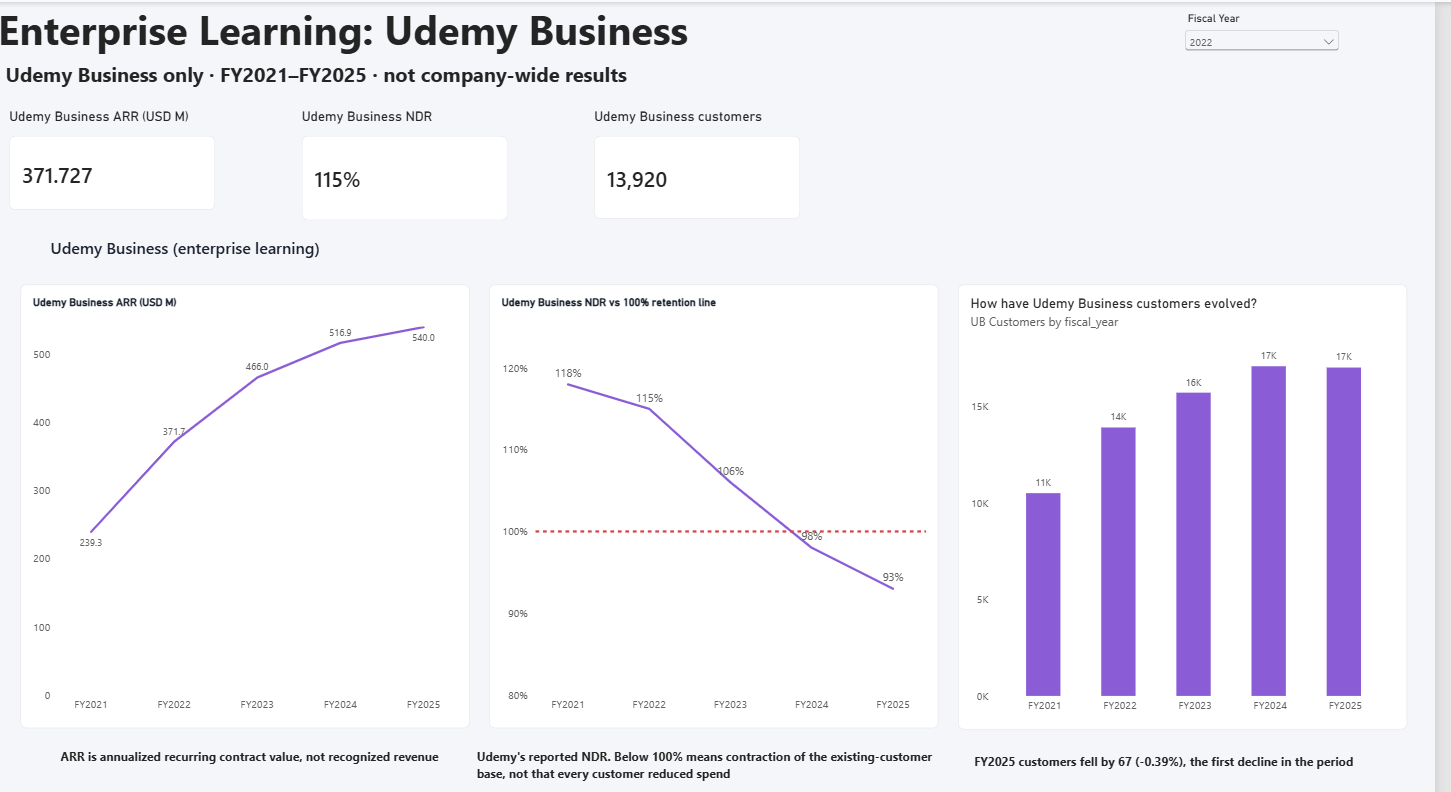 Enterprise Learning: Udemy Business
Fiscal Year
2022
Udemy Business only · FY2021–FY2025 · not company-wide results
Udemy Business ARR (USD M)
Udemy Business NDR
Udemy Business customers
371.727
115%
13,920
Udemy Business (enterprise learning)
Udemy Business ARR (USD M)
500
400
300
200
100
0
239.3
371.7
466.0
516.9
540.0
FY2021
FY2022
FY2023
FY2024
FY2025
ARR is annualized recurring contract value, not recognized revenue
Udemy Business NDR vs 100% retention line
120%
110%
100%
90%
80%
118%
115%
106%
98%
93%
FY2021
FY2022
FY2023
FY2024
FY2025
Udemy's reported NDR. Below 100% means contraction of the existing-customer
base, not that every customer reduced spend
How have Udemy Business customers evolved?
UB Customers by fiscal_year
15K
10K
5K
0K
11K
14K
16K
17K
17K
FY2021
FY2022
FY2023
FY2024
FY2025
FY2025 customers fell by 67 (-0.39%), the first decline in the period